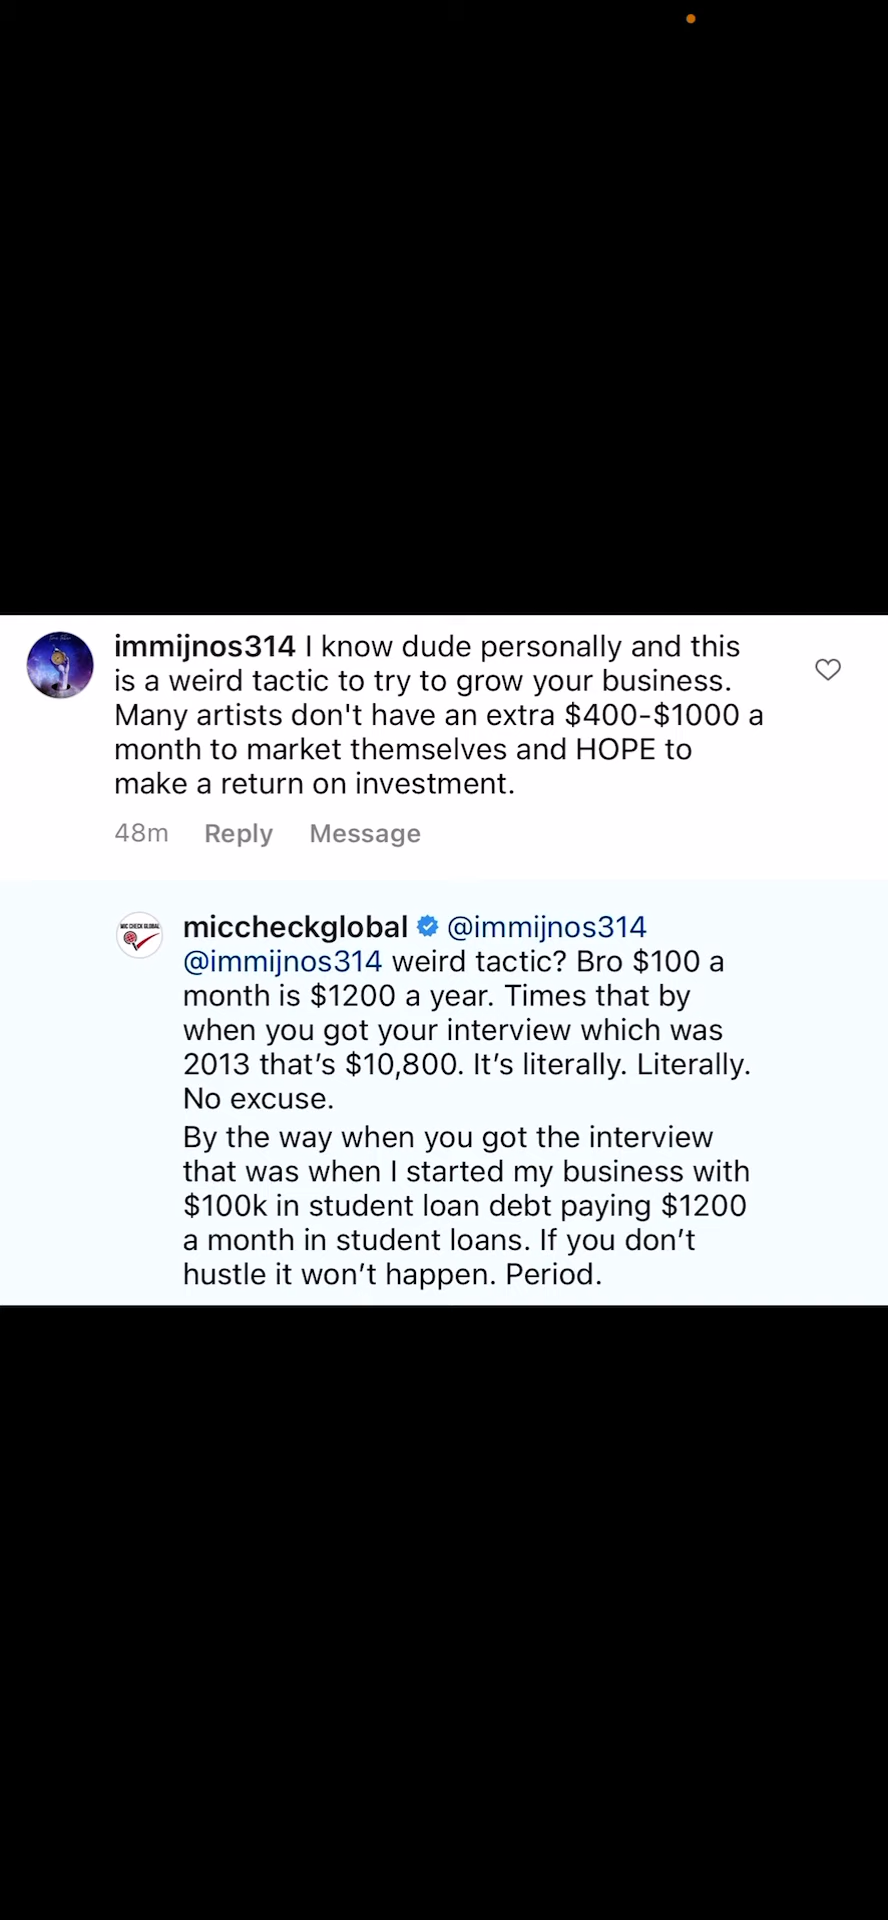 immijnos314 I know dude personally and this
is a weird tactic to try to grow your business.
Many artists don't have an extra $400-$1000 a
month to market themselves and HOPE to
make a return on investment.
48m Reply Message
MIC CHECK GLOBAL
miccheckglobal @immijnos314
@immijnos314 weird tactic? Bro $100 a
month is $1200 a year. Times that by
when you got your interview which was
2013 that’s $10,800. It’s literally. Literally.
No excuse.
By the way when you got the interview
that was when I started my business with
$100k in student loan debt paying $1200
a month in student loans. If you don’t
hustle it won’t happen. Period.